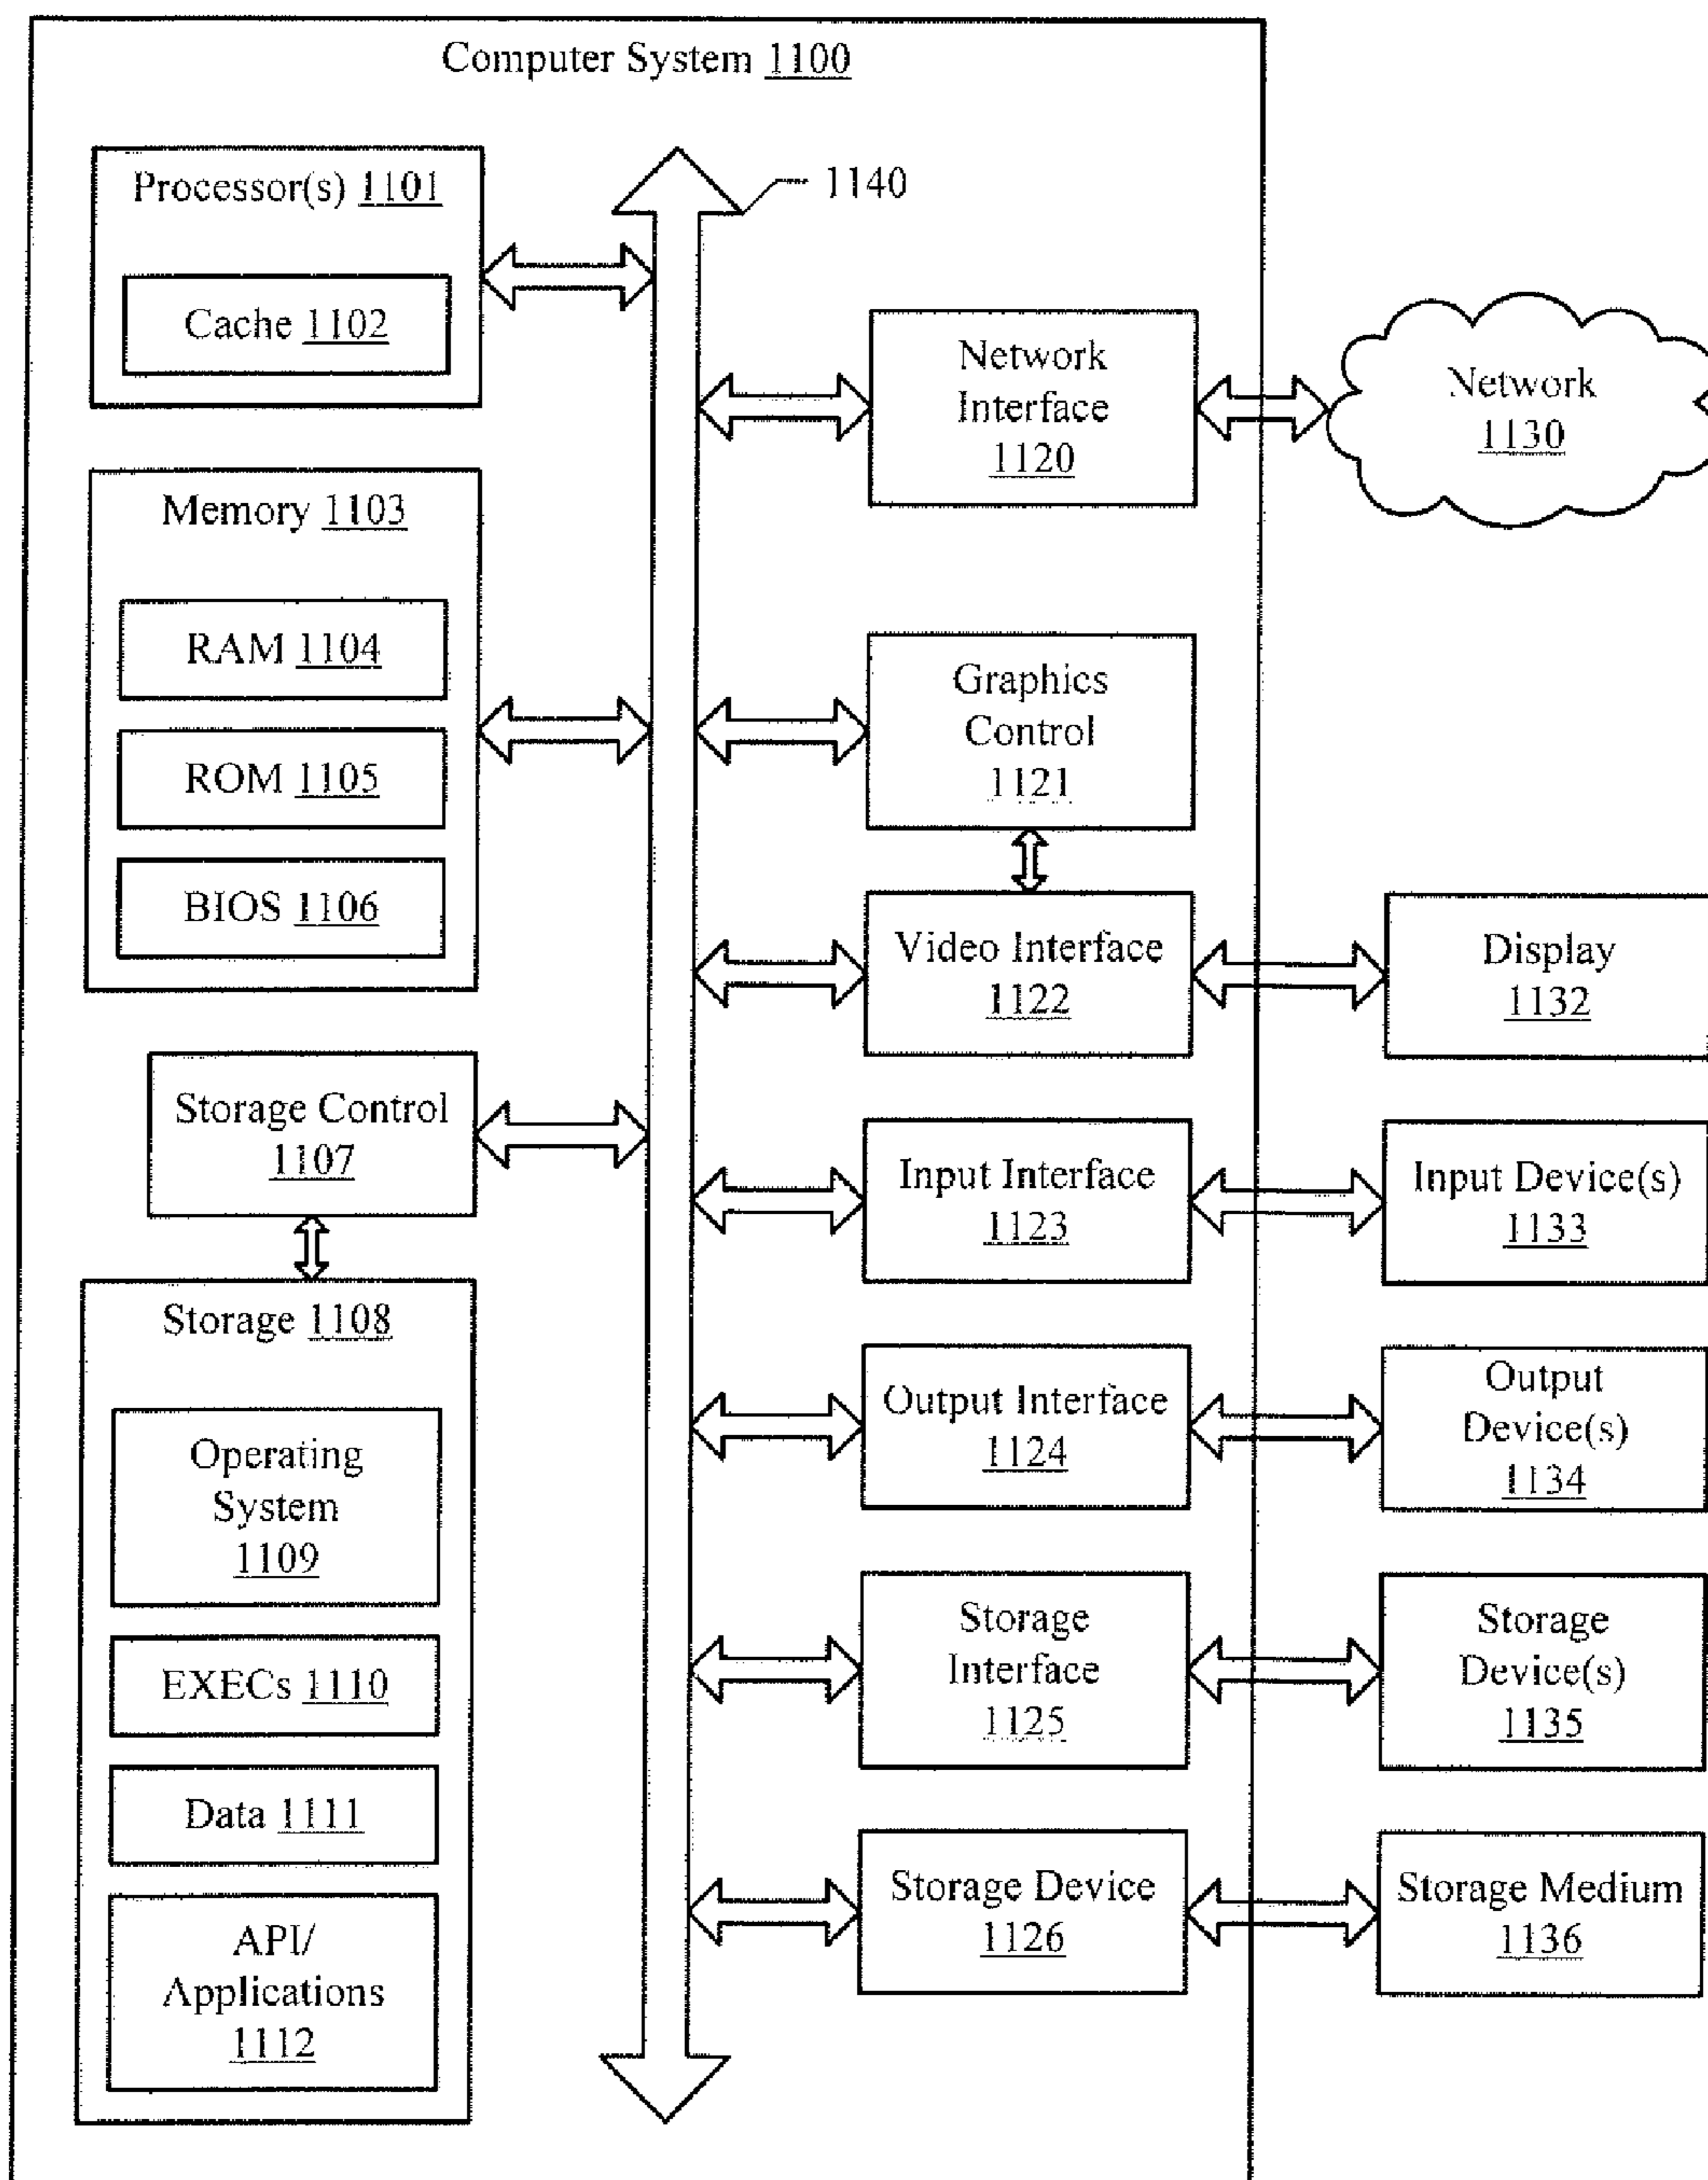 Computer System 1100
Processor(s) 1101
Cache 1102
1140
Network
Interface
1120
Network
1130
Memory 1103
RAM 1104
ROM 1105
BIOS 1106
Graphics
Control
1121
Video Interface
1122
Display
1132
Storage Control
1107
Input Interface
1123
Input Device(s)
1133
Storage 1108
Operating
System
1109
EXECs 1110
Data 1111
API/
Applications
1112
Output Interface
1124
Output
Device(s)
1134
Storage
Interface
1125
Storage
Device(s)
1135
Storage Device
1126
Storage Medium
1136